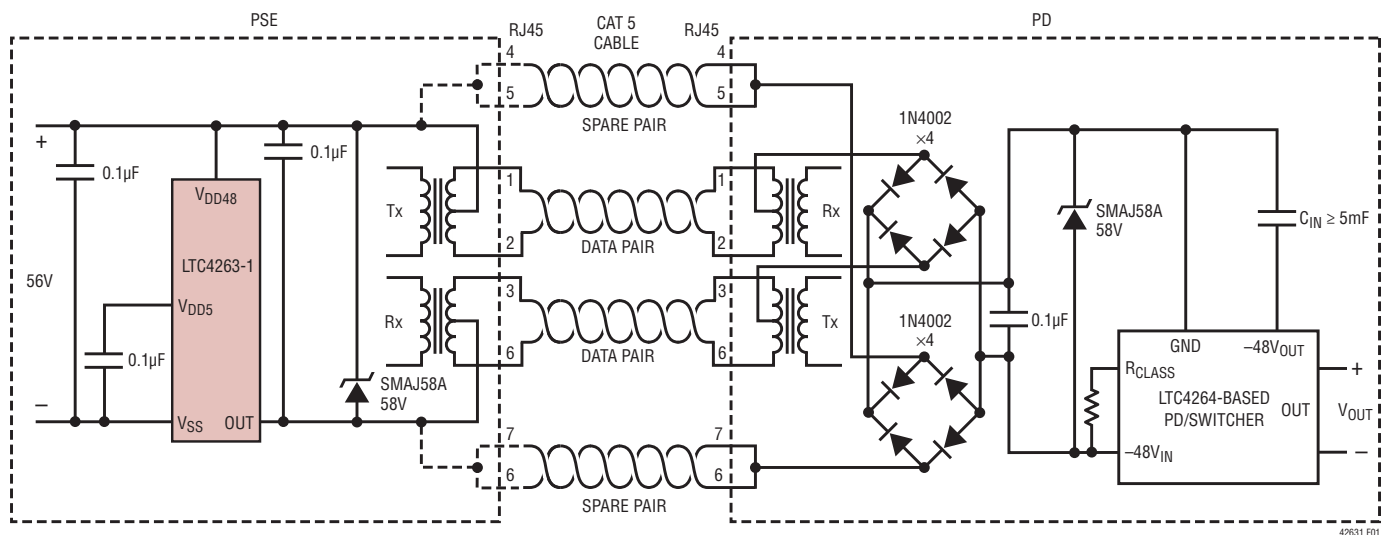 PSE
RJ45
CAT 5
CABLE
RJ45
PD
4
5
4
5
SPARE PAIR
+
0.1µF
0.1µF
VDD48
LTC4263-1
56V
VDD5
0.1µF
–
VSS
OUT
SMAJ58A
58V
Tx
1
2
DATA PAIR
1
2
Rx
Rx
3
6
DATA PAIR
3
6
Tx
7
6
SPARE PAIR
7
6
1N4002
×4
1N4002
×4
0.1µF
SMAJ58A
58V
CIN ≥ 5mF
GND
–48VOUT
RCLASS
LTC4264-BASED
PD/SWITCHER
OUT
–48VIN
+
VOUT
–
42631 F01